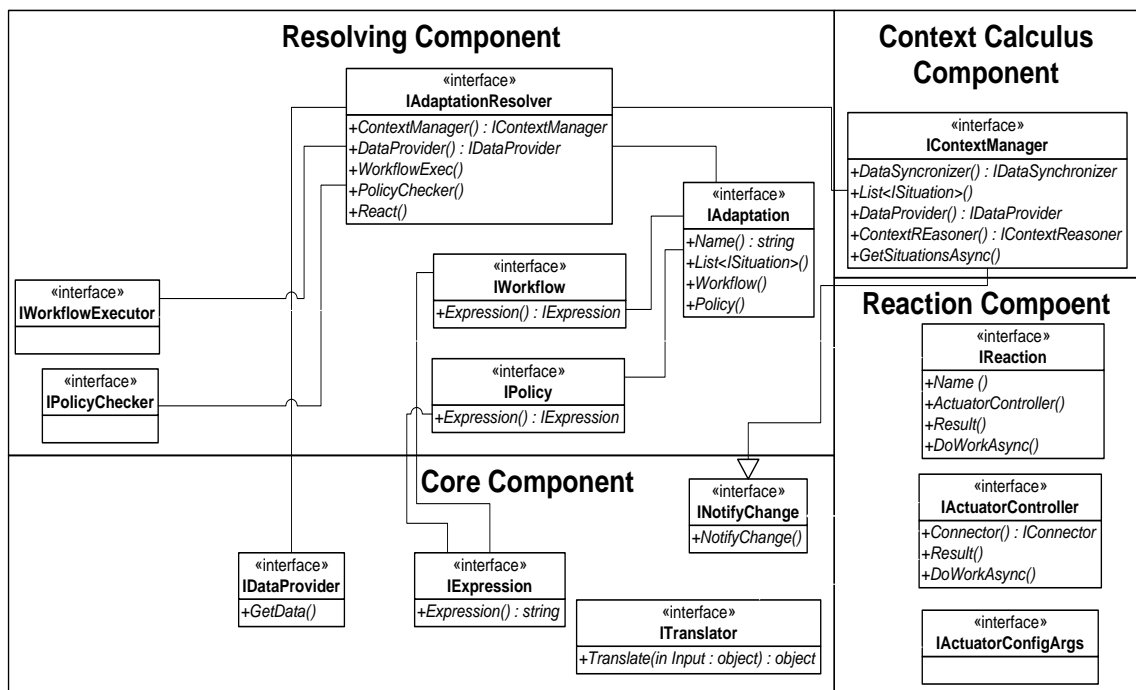 Resolving Component
«interface»
IAdaptationResolver
+ContextManager() : IContextManager
+DataProvider() : IDataProvider
+WorkflowExec()
+PolicyChecker()
+React()
«interface»
IAdaptation
+Name() : string
+List<ISituation>()
+Workflow()
+Policy()
«interface»
IWorkflow
+Expression() : IExpression
«interface»
IWorkflowExecutor
«interface»
IPolicyChecker
«interface»
IPolicy
+Expression() : IExpression
Context Calculus
Component
«interface»
IContextManager
+DataSyncronizer() : IDataSynchronizer
+List<ISituation>()
+DataProvider() : IDataProvider
+ContextREasoner() : IContextReasoner
+GetSituationsAsync()
Reaction Compoent
«interface»
IReaction
+Name ()
+ActuatorController()
+Result()
+DoWorkAsync()
«interface»
IActuatorController
+Connector() : IConnector
+Result()
+DoWorkAsync()
«interface»
IActuatorConfigArgs
Core Component
«interface»
INotifyChange
+NotifyChange()
«interface»
IDataProvider
+GetData()
«interface»
IExpression
+Expression() : string
«interface»
ITranslator
+Translate(in Input : object) : object